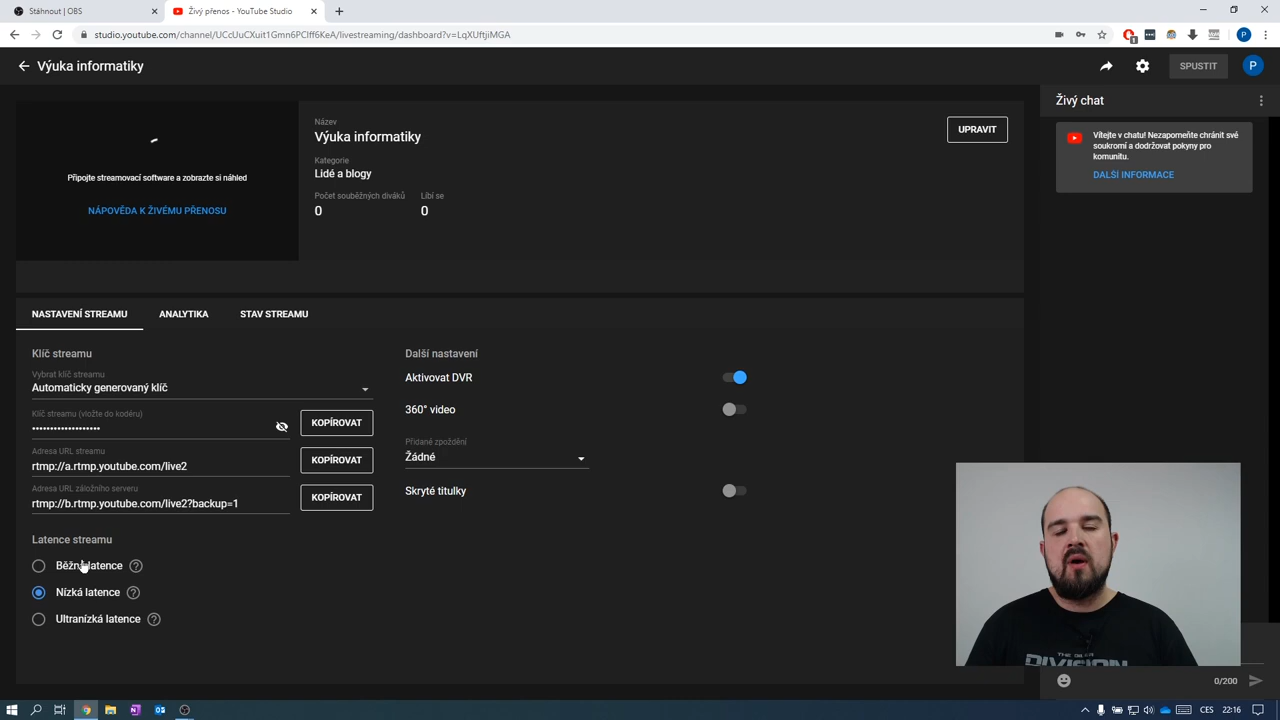 Stáhnout | OBS
Živý přenos - YouTube Studio
studio.youtube.com/channel/UCcUuCXuit1Gmn6PCIff6KeA/livestreaming/dashboard?v=LqXUftjiMGA
P
Výuka informatiky
SPUSTIT
P
Připojte streamovací software a zobrazte si náhled
NÁPOVĚDA K ŽIVÉMU PŘENOSU
Název
Výuka informatiky
UPRAVIT
Kategorie
Lidé a blogy
Počet souběžných diváků
Líbí se
0
0
Živý chat
Vítejte v chatu! Nezapomeňte chránit své
soukromí a dodržovat pokyny pro
komunitu.
DALŠÍ INFORMACE
NASTAVENÍ STREAMU
ANALYTIKA
STAV STREAMU
Klíč streamu
Vybrat klíč streamu
Automaticky generovaný klíč
Klíč streamu (vložte do kodéru)
••••••••••••••••••
KOPÍROVAT
Adresa URL streamu
rtmp://a.rtmp.youtube.com/live2
KOPÍROVAT
Adresa URL záložního serveru
rtmp://b.rtmp.youtube.com/live2?backup=1
KOPÍROVAT
Latence streamu
Běžná latence
Nízká latence
Ultranízká latence
Další nastavení
Aktivovat DVR
360° video
Přidané zpoždění
Žádné
Skryté titulky
THE
DIVISION
0/200
CES
22:16